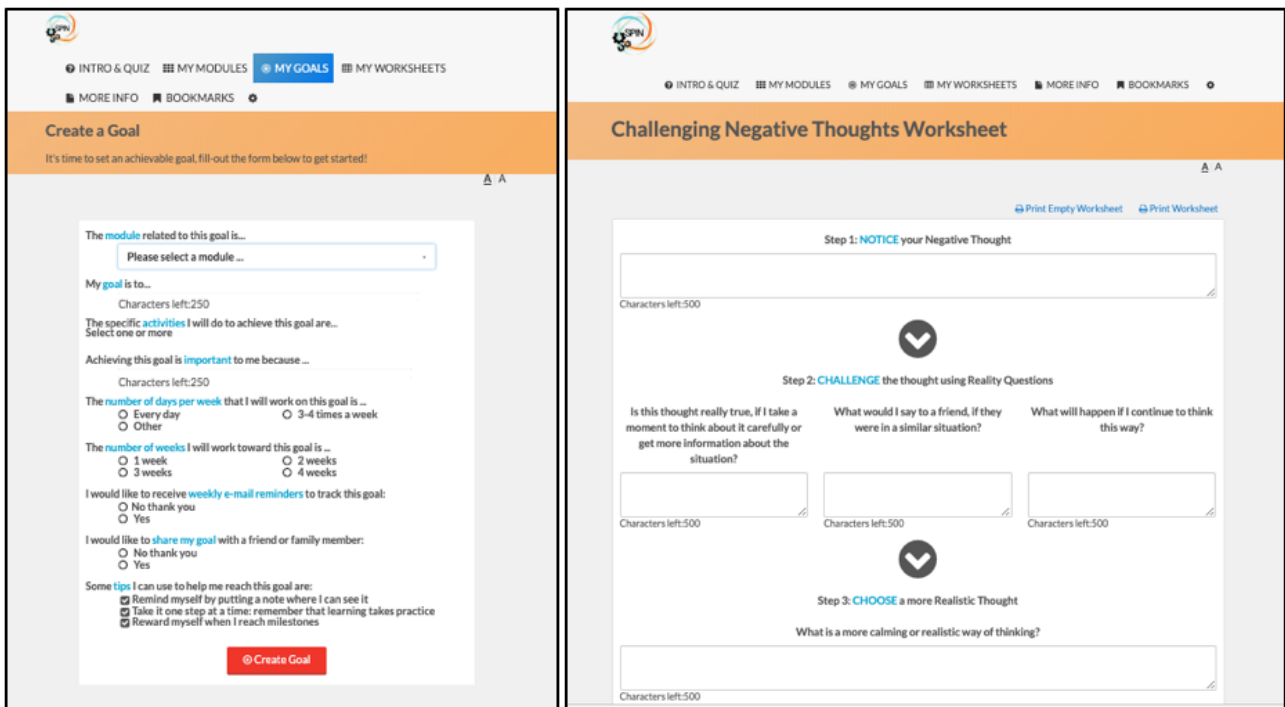 SPIN
INTRO & QUIZ MY MODULES MY GOALS MY WORKSHEETS
MORE INFO BOOKMARKS
Create a Goal
It's time to set an achievable goal, fill-out the form below to get started!
A A
The module related to this goal is...
Please select a module ...
My goal is to...
Characters left:250
The specific activities I will do to achieve this goal are...
Select one or more
Achieving this goal is important to me because ...
Characters left:250
The number of days per week that I will work on this goal is ...
Every day 3-4 times a week
Other
The number of weeks I will work toward this goal is ...
1 week 2 weeks
3 weeks 4 weeks
I would like to receive weekly e-mail reminders to track this goal:
No thank you
Yes
I would like to share my goal with a friend or family member:
No thank you
Yes
Some tips I can use to help me reach this goal are:
Remind myself by putting a note where I can see it
Take it one step at a time: remember that learning takes practice
Reward myself when I reach milestones
Create Goal
SPIN
INTRO & QUIZ MY MODULES MY GOALS MY WORKSHEETS MORE INFO BOOKMARKS
Challenging Negative Thoughts Worksheet
A A
Print Empty Worksheet Print Worksheet
Step 1: NOTICE your Negative Thought
Characters left:500
Step 2: CHALLENGE the thought using Reality Questions
Is this thought really true, if I take a
moment to think about it carefully or
get more information about the
situation?
What would I say to a friend, if they
were in a similar situation?
What will happen if I continue to think
this way?
Characters left:500 Characters left:500 Characters left:500
Step 3: CHOOSE a more Realistic Thought
What is a more calming or realistic way of thinking?
Characters left:500